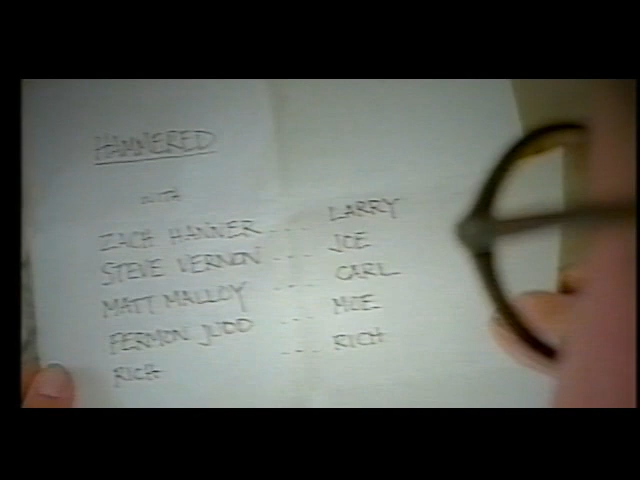 HAMMERED
WITH
ZACH HANNER --- LARRY
STEVE VERNON --- JOE
MATT MALLOY --- CARL
FERMON JUDD --- MOE
RICH --- RICH